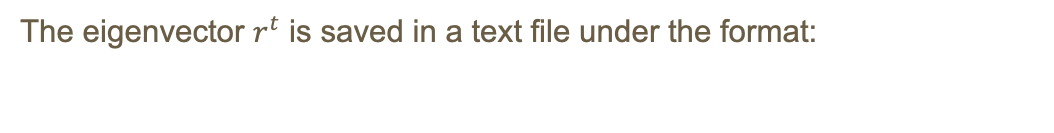 The eigenvector r^t is saved in a text file under the format: